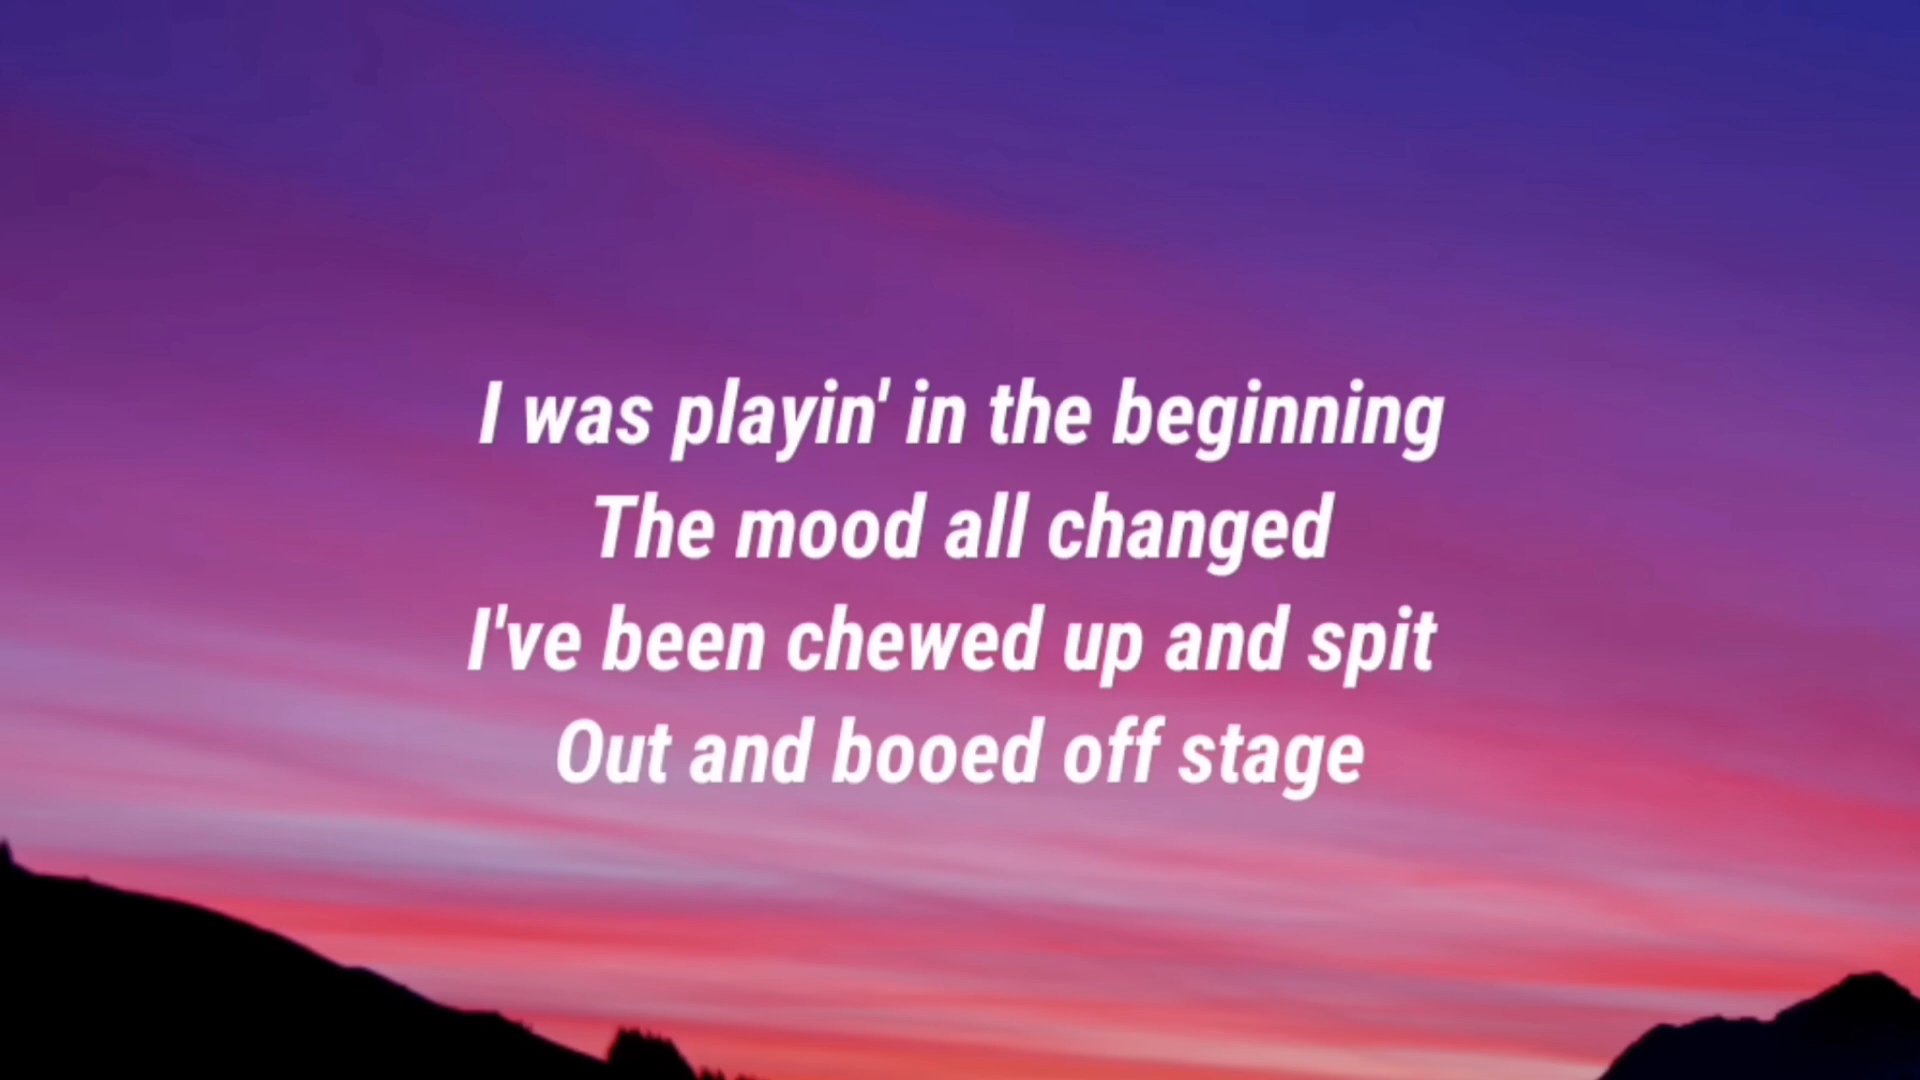 I was playin' in the beginning
The mood all changed
I've been chewed up and spit
Out and booed off stage